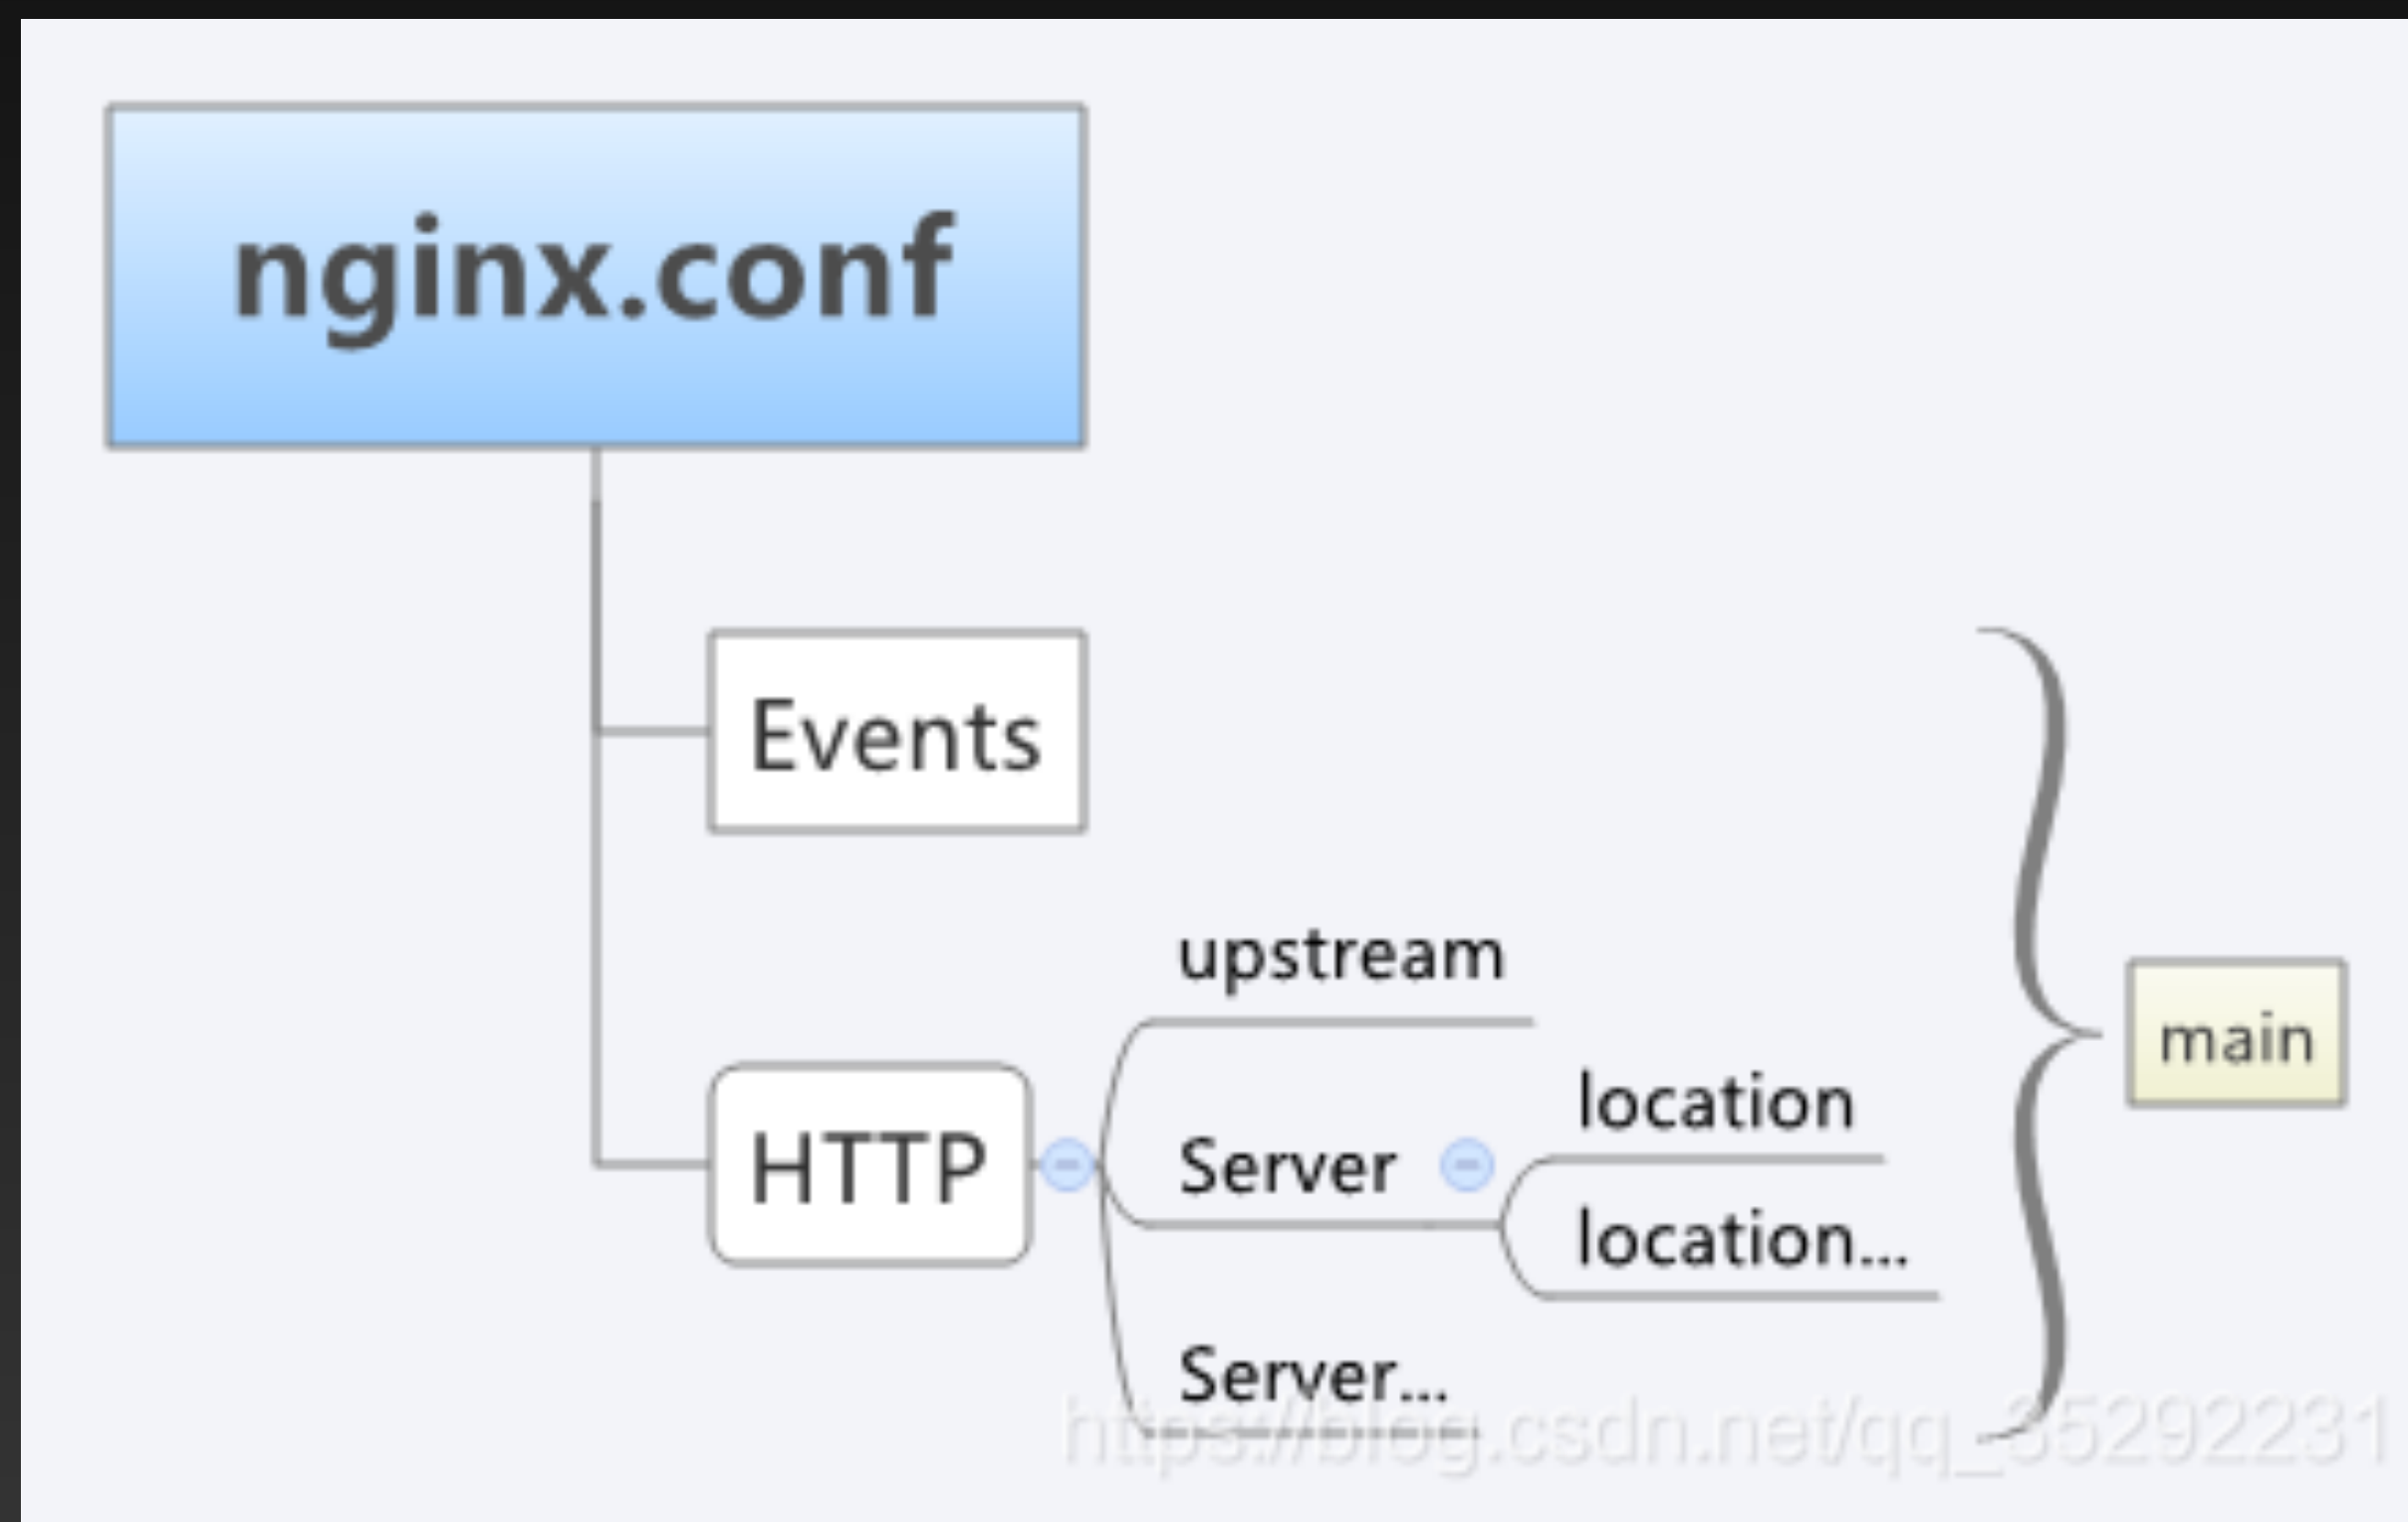 nginx.conf
Events
upstream
main
location
HTTP
Server
location...
Server...
https://blog.csdn.net/qq_35292231